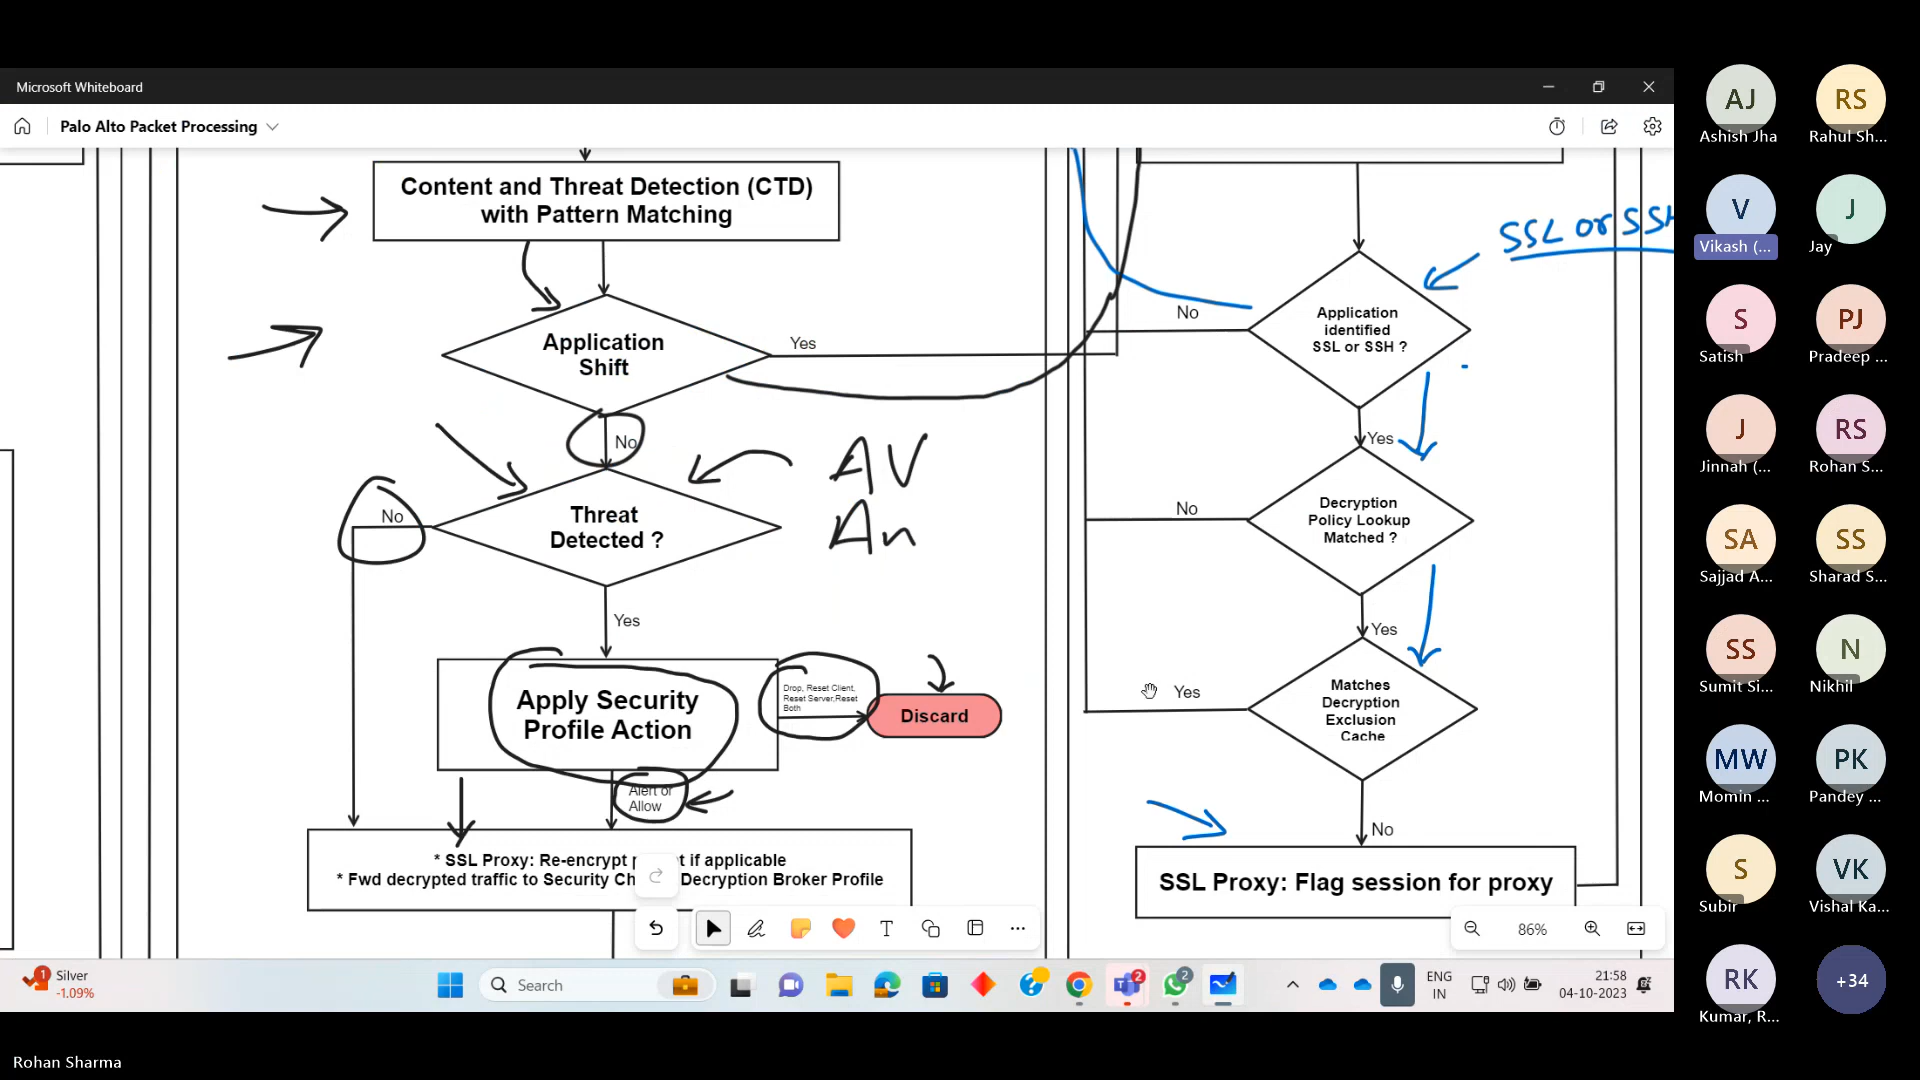 Microsoft Whiteboard
Palo Alto Packet Processing
Content and Threat Detection (CTD)
with Pattern Matching
Application
Shift
Yes
No
Threat
Detected ?
No
AV
An
Yes
Apply Security
Profile Action
Drop, Reset Client,
Reset Server,Reset
Both
Discard
Alert or
Allow
* SSL Proxy: Re-encrypt if applicable
* Fwd decrypted traffic to Security Decryption Broker Profile
SSL or SSH
Application
identified
SSL or SSH ?
No
Yes
Decryption
Policy Lookup
Matched ?
No
Yes
Matches
Decryption
Exclusion
Cache
Yes
No
SSL Proxy: Flag session for proxy
86%
1
Silver
-1.09%
Search
2
2
ENG
IN
21:58
04-10-2023
AJ
Ashish Jha
RS
Rahul Sh...
V
Vikash (...
J
Jay
S
Satish
PJ
Pradeep ...
J
Jinnah (...
RS
Rohan S...
SA
Sajjad A...
SS
Sharad S...
SS
Sumit Si...
N
Nikhil
MW
Momin ...
PK
Pandey ...
S
Subir
VK
Vishal Ka...
RK
Kumar, R...
+34
Rohan Sharma